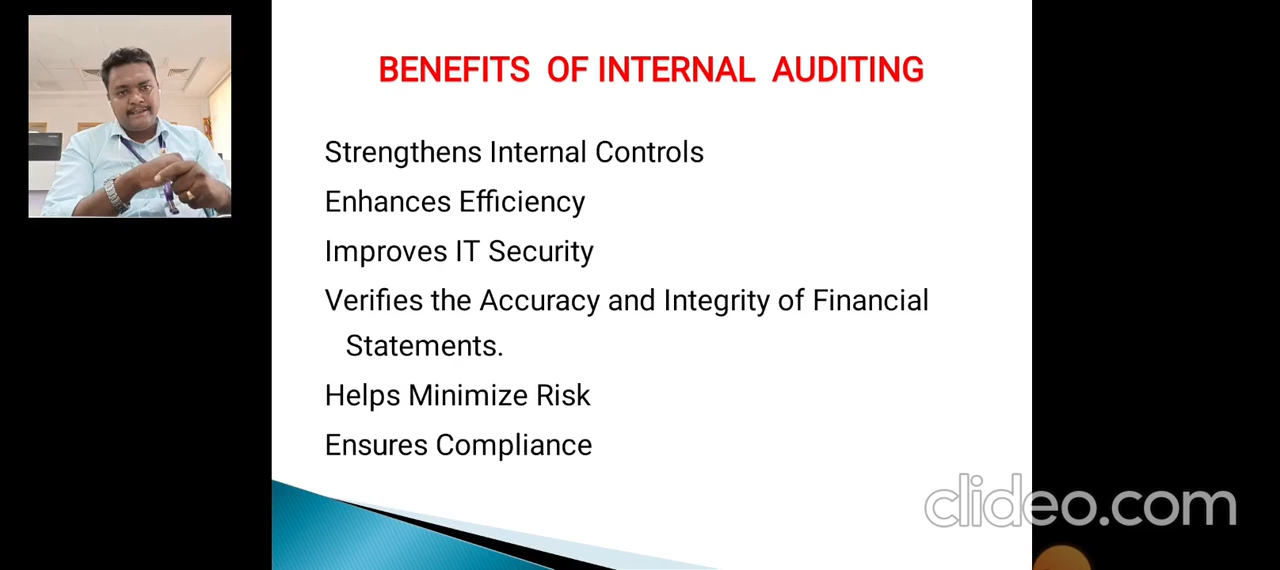 BENEFITS OF INTERNAL AUDITING
Strengthens Internal Controls
Enhances Efficiency
Improves IT Security
Verifies the Accuracy and Integrity of Financial
Statements.
Helps Minimize Risk
Ensures Compliance
clideo.com